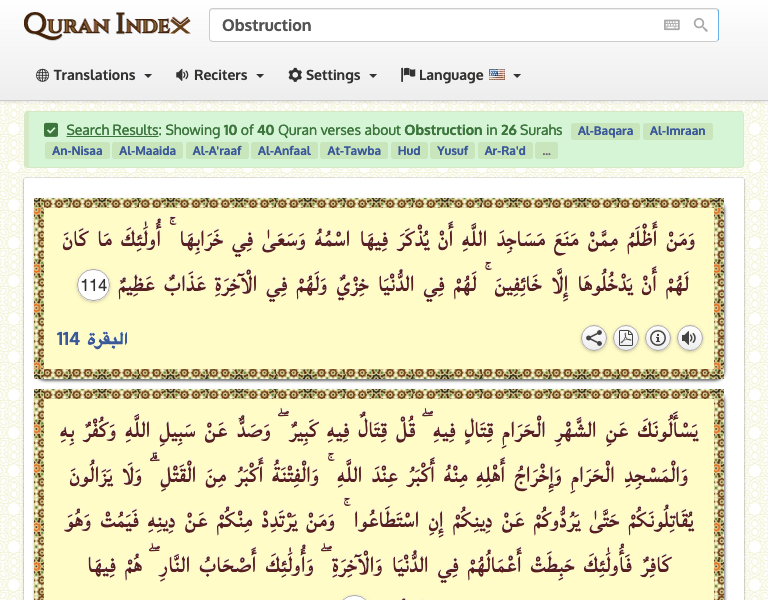 QURAN INDEX
Obstruction
Translations
Reciters
Settings
Language
Search Results: Showing 10 of 40 Quran verses about Obstruction in 26 Surahs Al-Baqara Al-Imraan
An-Nisaa Al-Maaida Al-A'raaf Al-Anfaal At-Tawba Hud Yusuf Ar-Ra'd ...
وَمَنْ أَظْلَمُ مِمَّنْ مَنَعَ مَسَاجِدَ اللَّهِ أَنْ يُذْكَرَ فِيهَا اسْمُهُ وَسَعَىٰ فِي خَرَابِهَا ۚ أُولَٰئِكَ مَا كَانَ
لَهُمْ أَنْ يَدْخُلُوهَا إِلَّا خَائِفِينَ ۚ لَهُمْ فِي الدُّنْيَا خِزْيٌ وَلَهُمْ فِي الْآخِرَةِ عَذَابٌ عَظِيمٌ 114
البقرة 114
يَسْأَلُونَكَ عَنِ الشَّهْرِ الْحَرَامِ قِتَالٍ فِيهِ ۖ قُلْ قِتَالٌ فِيهِ كَبِيرٌ ۖ وَصَدٌّ عَنْ سَبِيلِ اللَّهِ وَكُفْرٌ بِهِ
وَالْمَسْجِدِ الْحَرَامِ وَإِخْرَاجُ أَهْلِهِ مِنْهُ أَكْبَرُ عِنْدَ اللَّهِ ۚ وَالْفِتْنَةُ أَكْبَرُ مِنَ الْقَتْلِ ۗ وَلَا يَزَالُونَ
يُقَاتِلُونَكُمْ حَتَّىٰ يَرُدُّوكُمْ عَنْ دِينِكُمْ إِنِ اسْتَطَاعُوا ۚ وَمَنْ يَرْتَدِدْ مِنْكُمْ عَنْ دِينِهِ فَيَمُتْ وَهُوَ
كَافِرٌ فَأُولَٰئِكَ حَبِطَتْ أَعْمَالُهُمْ فِي الدُّنْيَا وَالْآخِرَةِ ۖ وَأُولَٰئِكَ أَصْحَابُ النَّارِ ۖ هُمْ فِيهَا